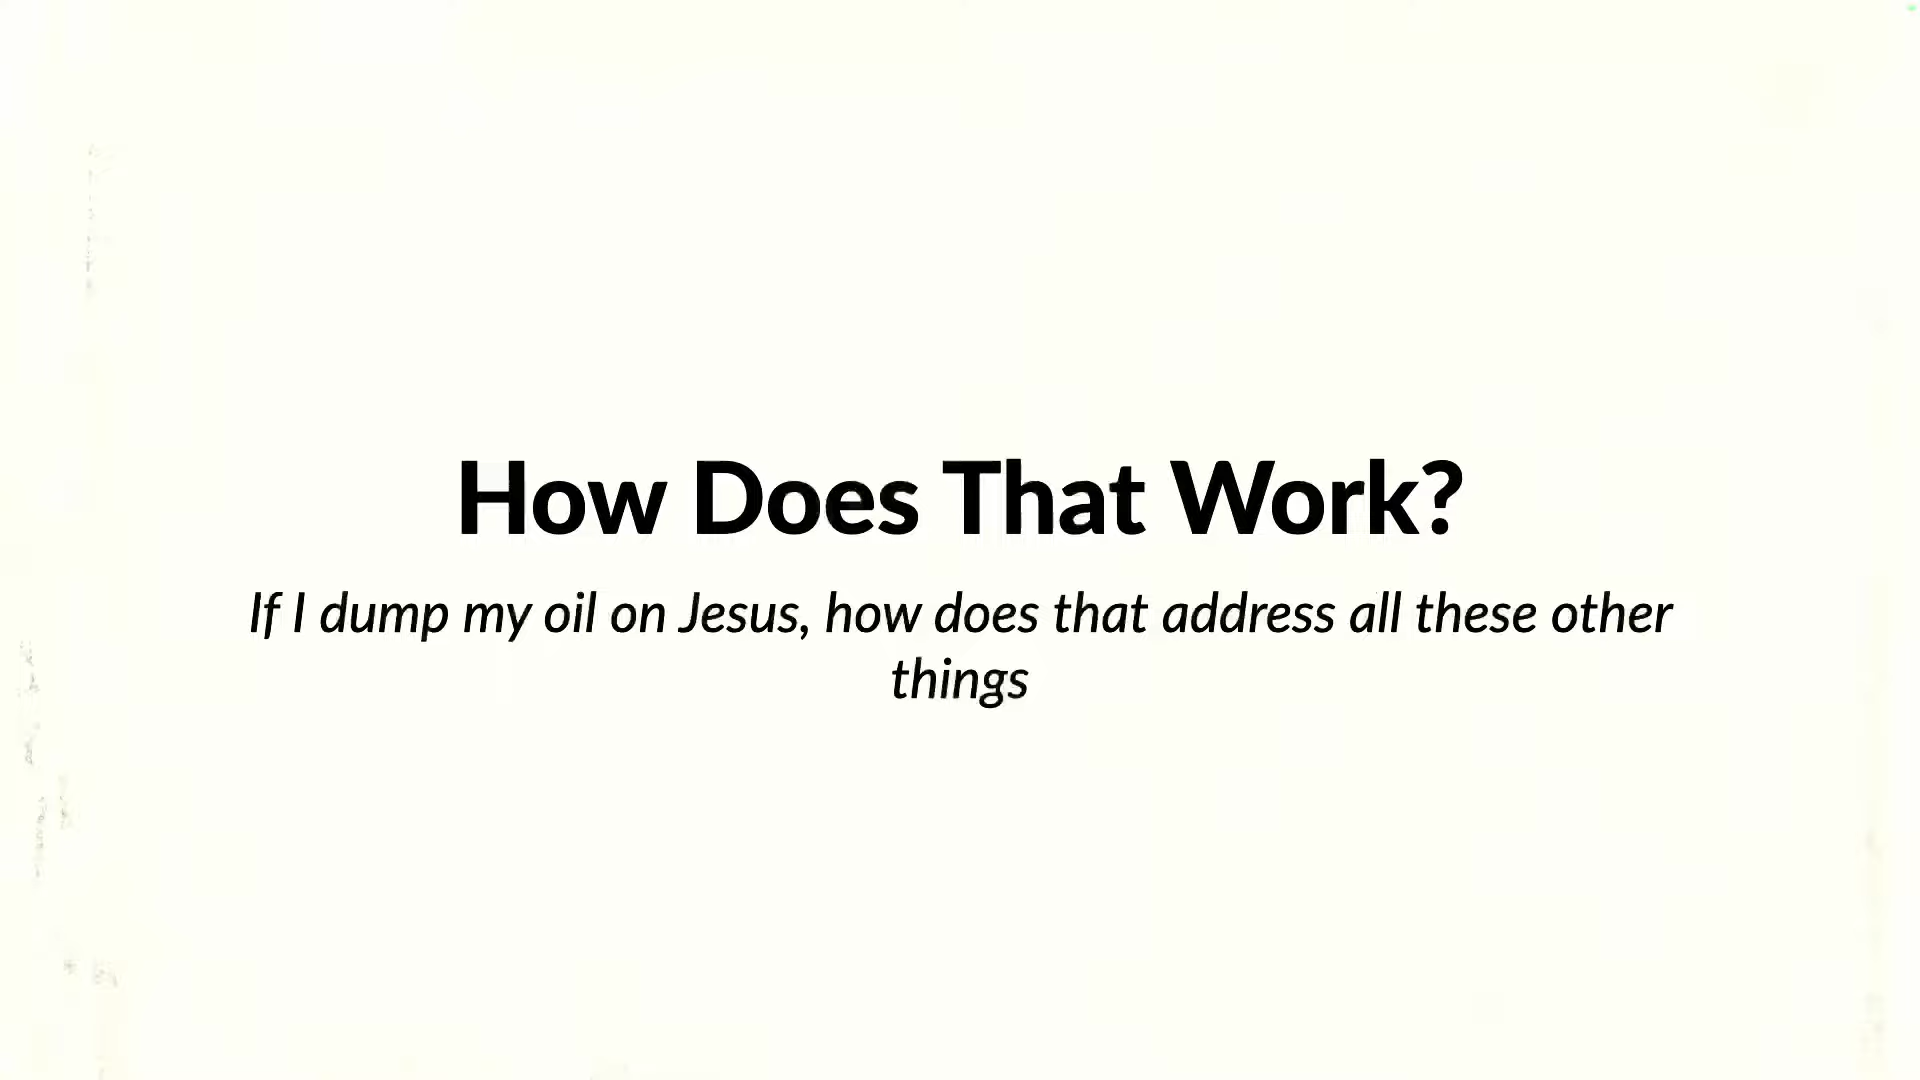 How Does That Work?
If I dump my oil on Jesus, how does that address all these other
things